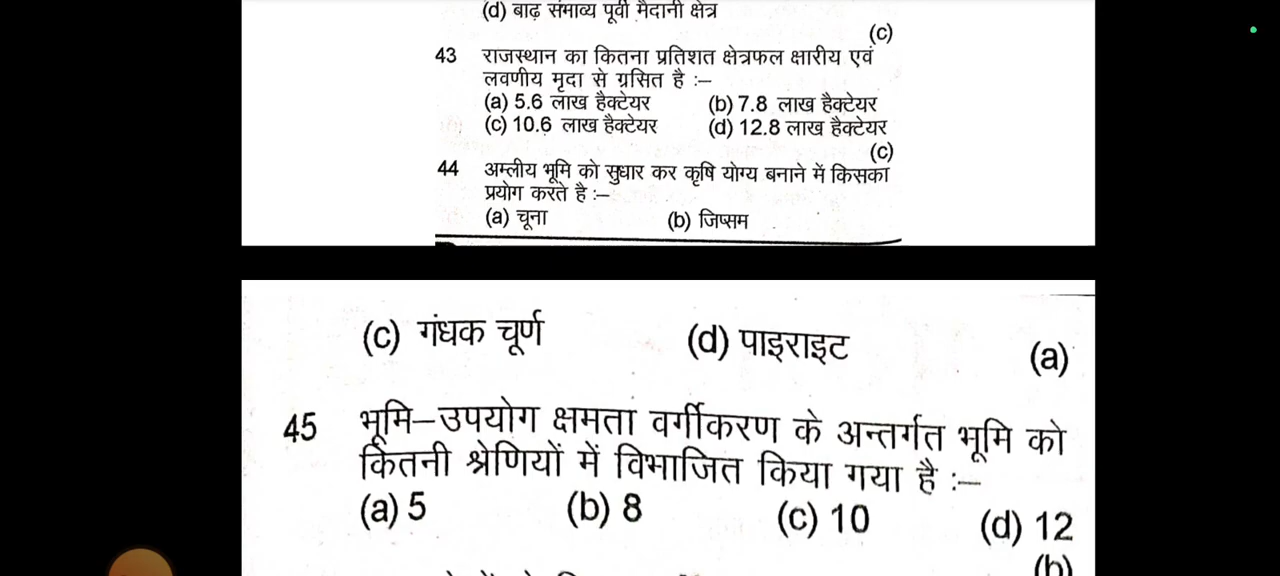 (d) बाढ़ संमाव्य पूर्वी मैदानी क्षेत्र
(c)
43 राजस्थान का कितना प्रतिशत क्षेत्रफल क्षारीय एवं
लवणीय मृदा से ग्रसित है :–
(a) 5.6 लाख हैक्टेयर (b) 7.8 लाख हैक्टेयर
(c) 10.6 लाख हैक्टेयर (d) 12.8 लाख हैक्टेयर
(c)
44 अम्लीय भूमि को सुधार कर कृषि योग्य बनाने में किसका
प्रयोग करते है :–
(a) चूना (b) जिप्सम
(c) गंधक चूर्ण (d) पाइराइट
(a)
45 भूमि–उपयोग क्षमता वर्गीकरण के अन्तर्गत भूमि को
कितनी श्रेणियों में विभाजित किया गया है :–
(a) 5 (b) 8 (c) 10 (d) 12
(b)